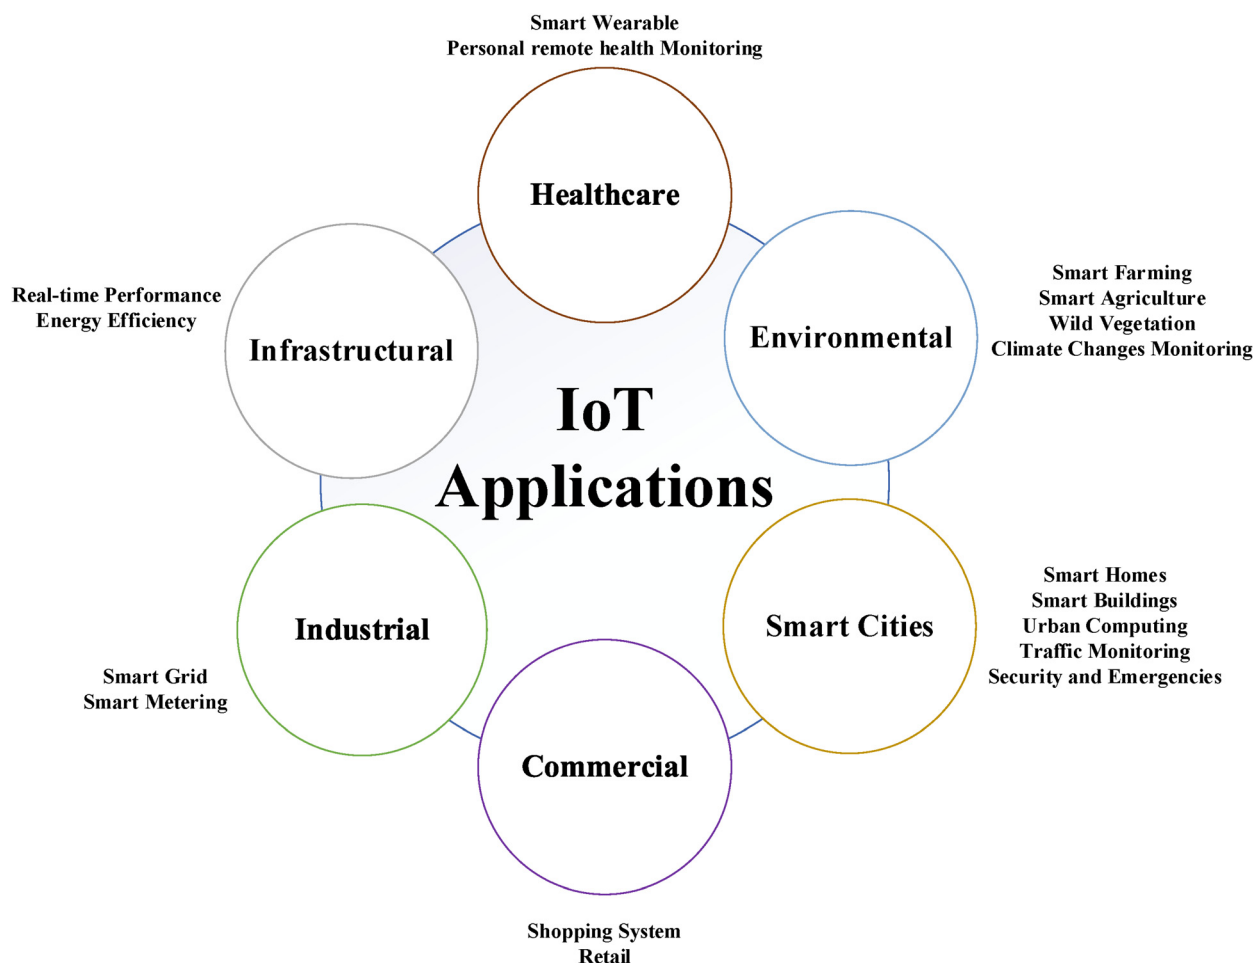 Smart Wearable
Personal remote health Monitoring
Healthcare
Environmental
Smart Farming
Smart Agriculture
Wild Vegetation
Climate Changes Monitoring
Real-time Performance
Energy Efficiency
Infrastructural
IoT
Applications
Smart Cities
Smart Homes
Smart Buildings
Urban Computing
Traffic Monitoring
Security and Emergencies
Industrial
Smart Grid
Smart Metering
Commercial
Shopping System
Retail